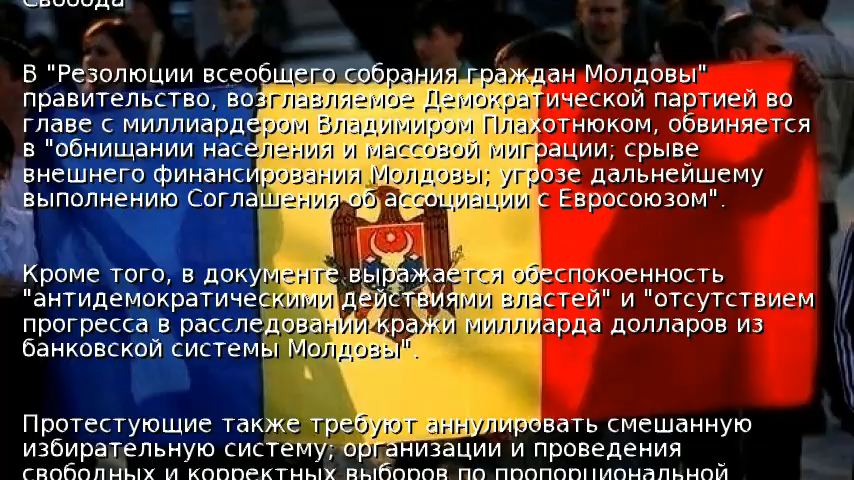 Свобода
В "Резолюции всеобщего собрания граждан Молдовы"
правительство, возглавляемое Демократической партией во
главе с миллиардером Владимиром Плахотнюком, обвиняется
в "обнищании населения и массовой миграции; срыве
внешнего финансирования Молдовы; угрозе дальнейшему
выполнению Соглашения об ассоциации с Евросоюзом".
Кроме того, в документе выражается обеспокоенность
"антидемократическими действиями властей" и "отсутствием
прогресса в расследовании кражи миллиарда долларов из
банковской системы Молдовы".
Протестующие также требуют аннулировать смешанную
избирательную систему; организации и проведения
свободных и корректных выборов по пропорциональной